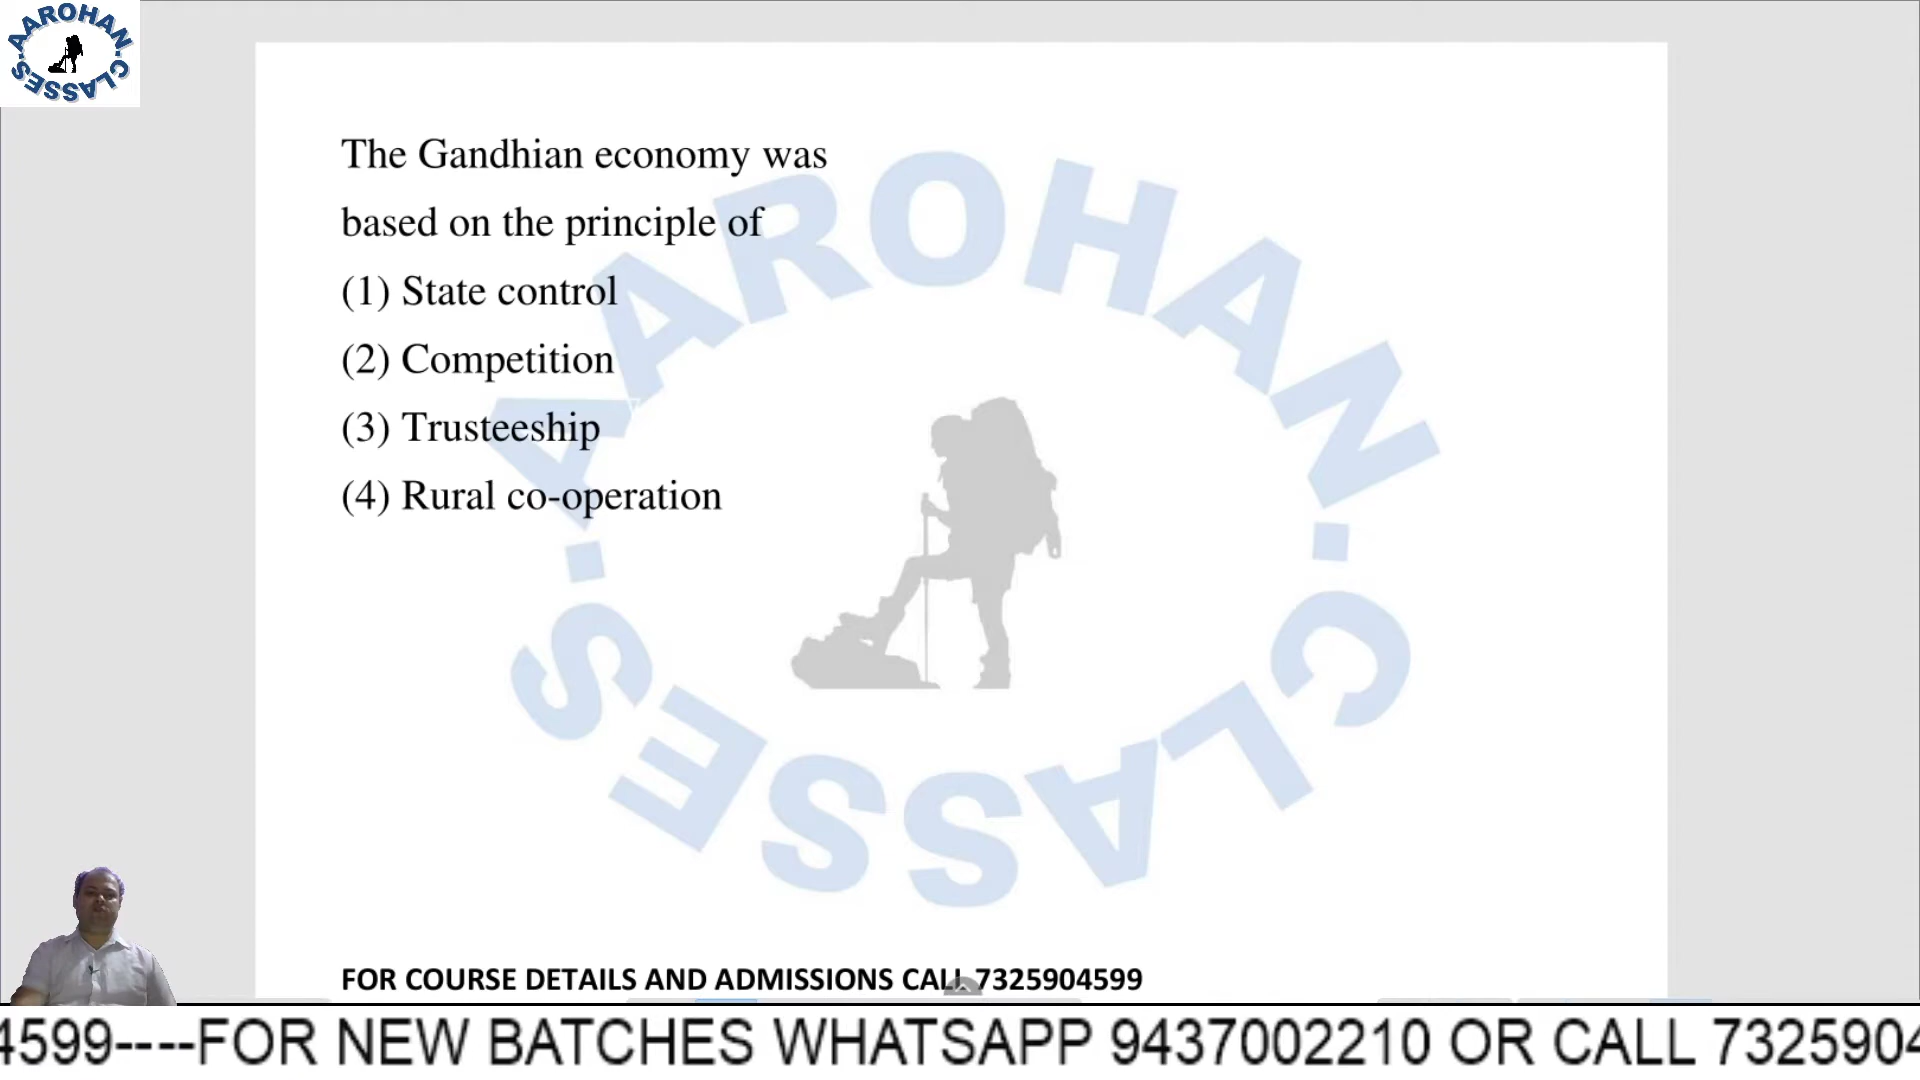 AAROHAN
CLASSES
The Gandhian economy was
based on the principle of
(1) State control
(2) Competition
(3) Trusteeship
(4) Rural co-operation
AAROHAN
CLASSES
FOR COURSE DETAILS AND ADMISSIONS CALL 7325904599
4599----FOR NEW BATCHES WHATSAPP 9437002210 OR CALL 7325904